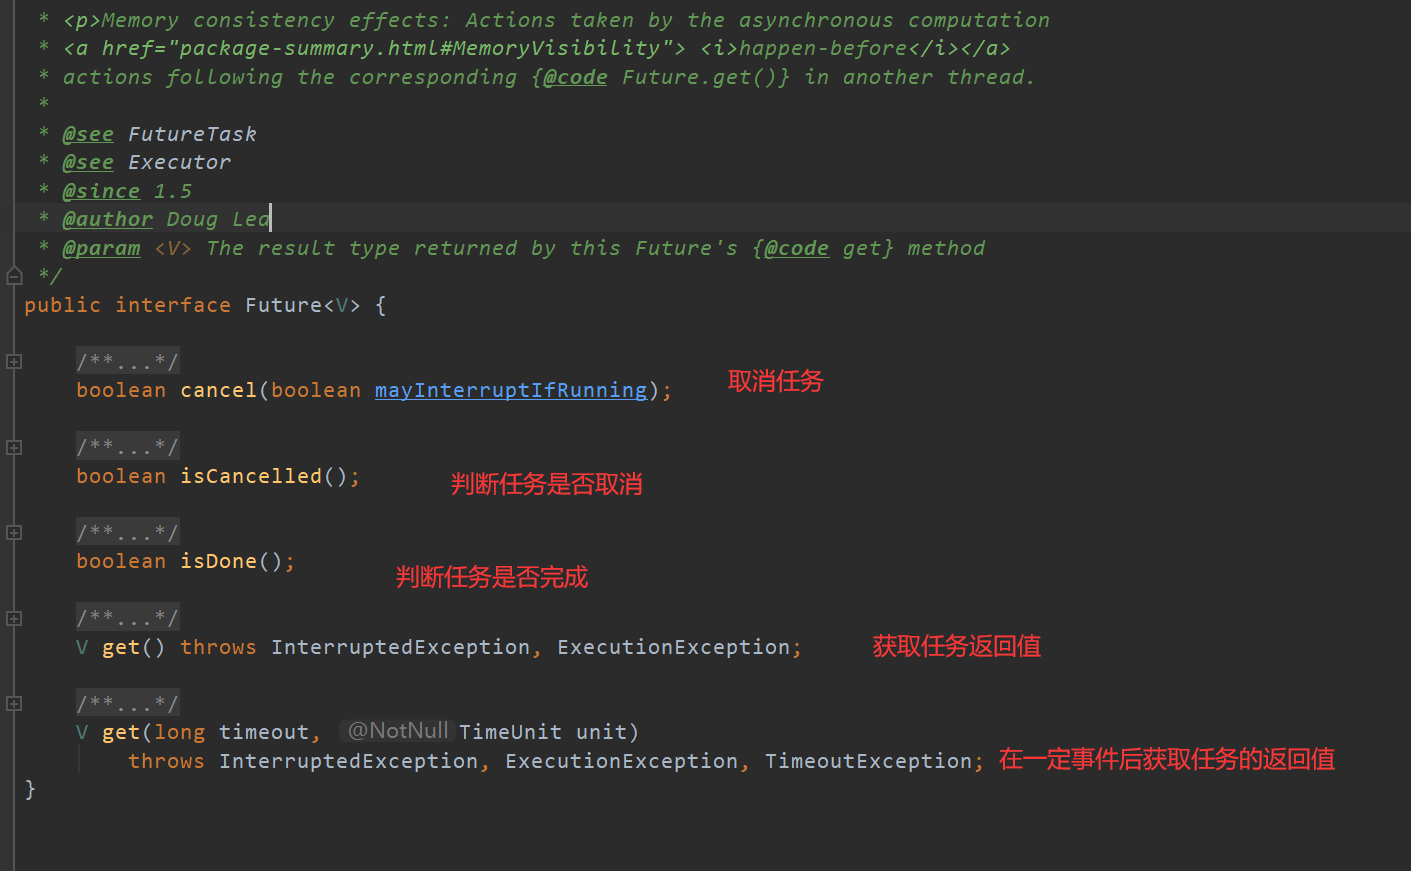 * <p>Memory consistency effects: Actions taken by the asynchronous computation
* <a href="package-summary.html#MemoryVisibility"> <i>happen-before</i></a>
* actions following the corresponding {@code Future.get()} in another thread.
*
* @see FutureTask
* @see Executor
* @since 1.5
* @author Doug Lea
* @param <V> The result type returned by this Future's {@code get} method
*/
public interface Future<V> {
/**...*/
boolean cancel(boolean mayInterruptIfRunning); 取消任务
/**...*/
boolean isCancelled(); 判断任务是否取消
/**...*/
boolean isDone(); 判断任务是否完成
/**...*/
V get() throws InterruptedException, ExecutionException; 获取任务返回值
/**...*/
V get(long timeout, @NotNull TimeUnit unit)
throws InterruptedException, ExecutionException, TimeoutException; 在一定事件后获取任务的返回值
}